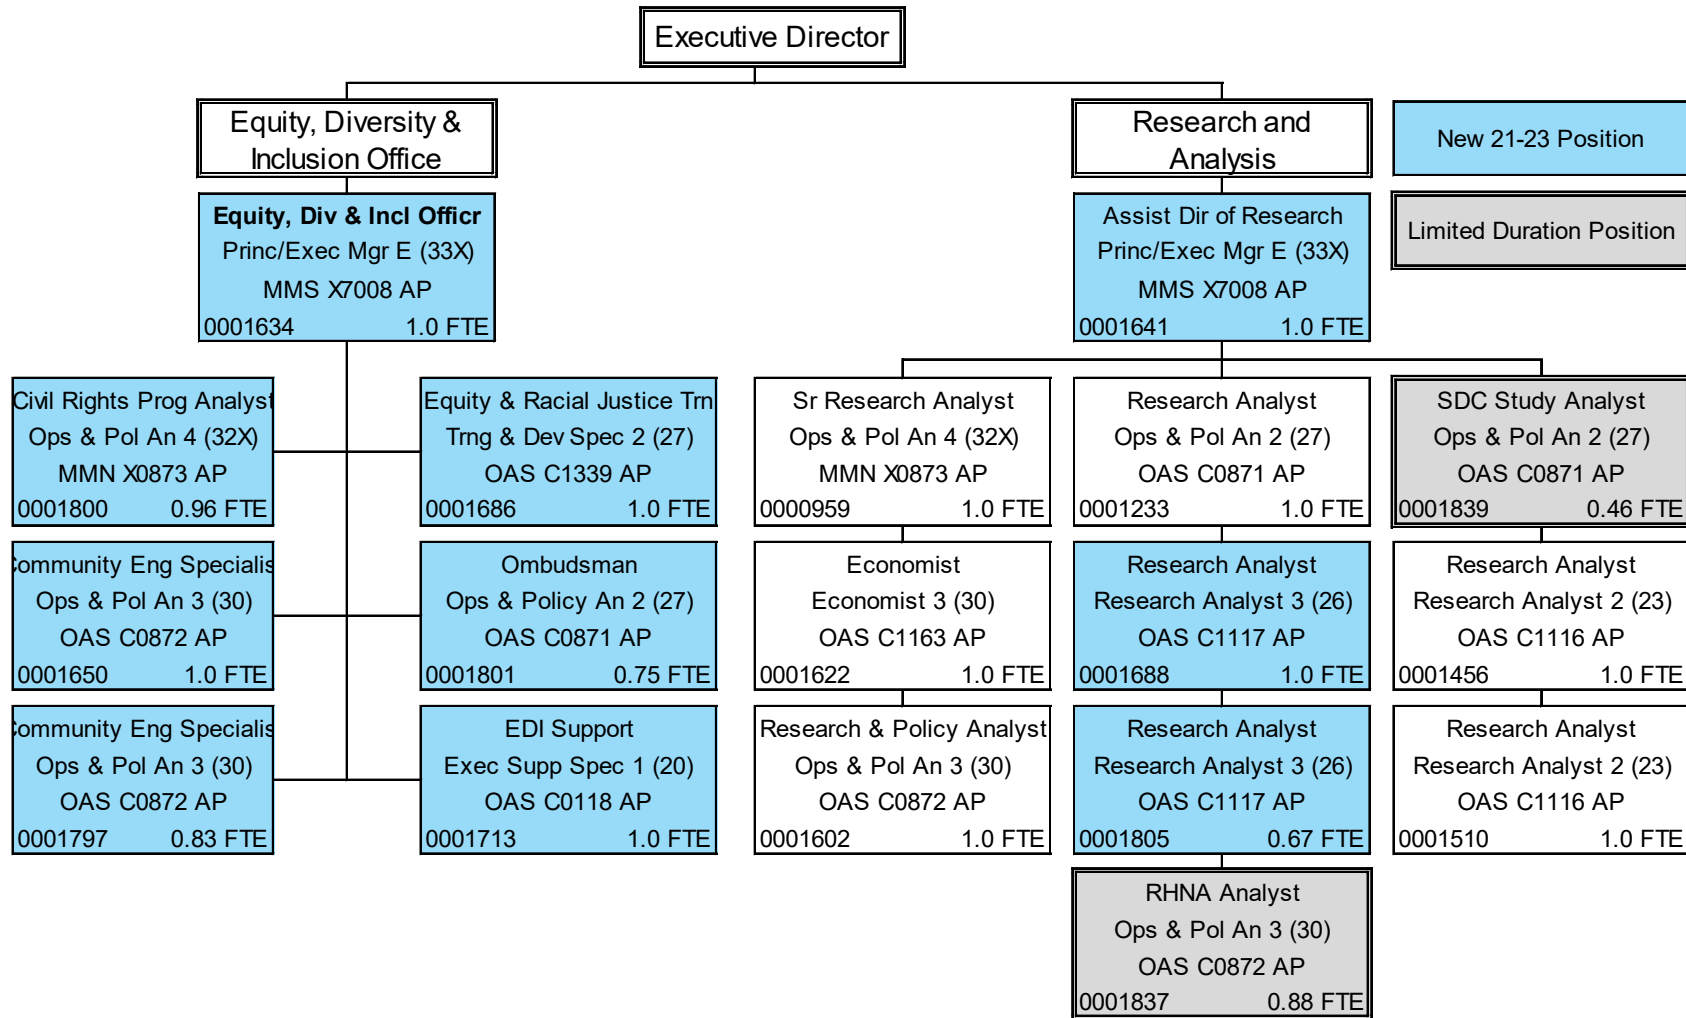 Executive Director
Equity, Diversity &
Inclusion Office
Research and
Analysis
New 21-23 Position
Limited Duration Position
Equity, Div & Incl Officr
Princ/Exec Mgr E (33X)
MMS X7008 AP
0001634 1.0 FTE
Assist Dir of Research
Princ/Exec Mgr E (33X)
MMS X7008 AP
0001641 1.0 FTE
Civil Rights Prog Analyst
Ops & Pol An 4 (32X)
MMN X0873 AP
0001800 0.96 FTE
Equity & Racial Justice Trn
Trng & Dev Spec 2 (27)
OAS C1339 AP
0001686 1.0 FTE
Sr Research Analyst
Ops & Pol An 4 (32X)
MMN X0873 AP
0000959 1.0 FTE
Research Analyst
Ops & Pol An 2 (27)
OAS C0871 AP
0001233 1.0 FTE
SDC Study Analyst
Ops & Pol An 2 (27)
OAS C0871 AP
0001839 0.46 FTE
Community Eng Specialis
Ops & Pol An 3 (30)
OAS C0872 AP
0001650 1.0 FTE
Ombudsman
Ops & Policy An 2 (27)
OAS C0871 AP
0001801 0.75 FTE
Economist
Economist 3 (30)
OAS C1163 AP
0001622 1.0 FTE
Research Analyst
Research Analyst 3 (26)
OAS C1117 AP
0001688 1.0 FTE
Research Analyst
Research Analyst 2 (23)
OAS C1116 AP
0001456 1.0 FTE
Community Eng Specialis
Ops & Pol An 3 (30)
OAS C0872 AP
0001797 0.83 FTE
EDI Support
Exec Supp Spec 1 (20)
OAS C0118 AP
0001713 1.0 FTE
Research & Policy Analyst
Ops & Pol An 3 (30)
OAS C0872 AP
0001602 1.0 FTE
Research Analyst
Research Analyst 3 (26)
OAS C1117 AP
0001805 0.67 FTE
Research Analyst
Research Analyst 2 (23)
OAS C1116 AP
0001510 1.0 FTE
RHNA Analyst
Ops & Pol An 3 (30)
OAS C0872 AP
0001837 0.88 FTE